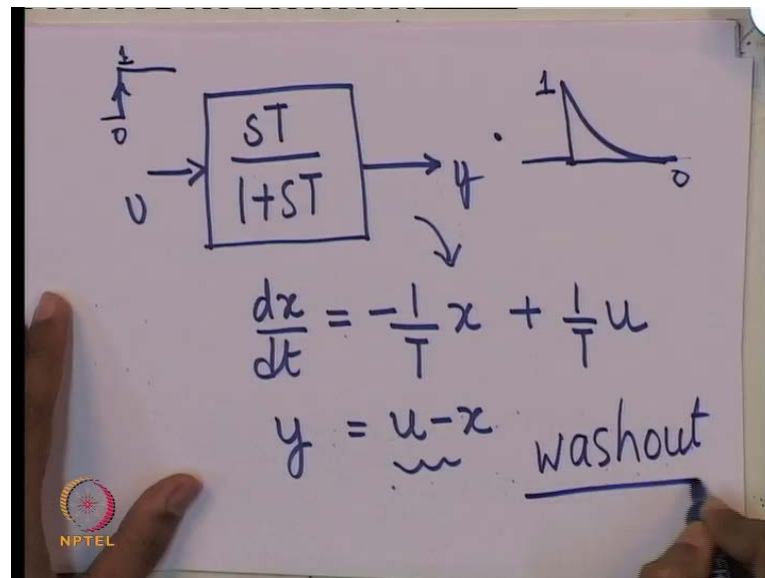 1
0
u → sT / 1+sT → y
1
0
dx/dt = -1/T x + 1/T u
y = u-x
washout
NPTEL